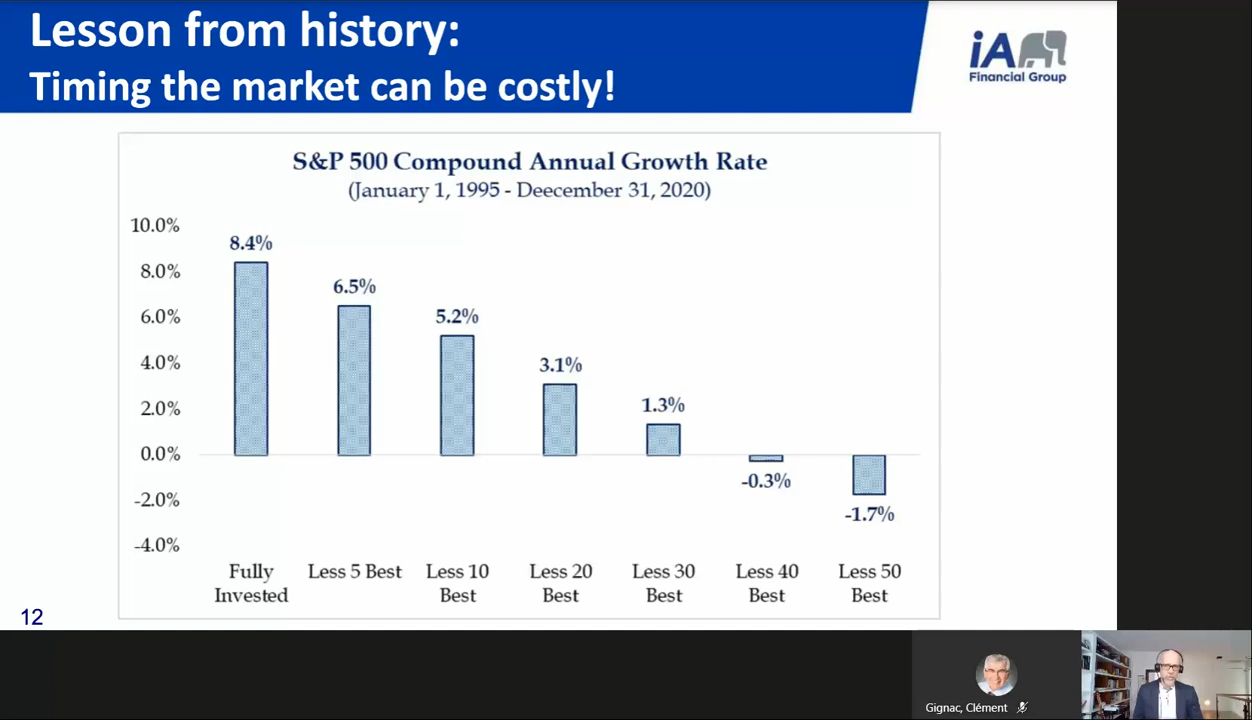 Lesson from history:
Timing the market can be costly!
iA
Financial Group
S&P 500 Compound Annual Growth Rate
(January 1, 1995 - Deecember 31, 2020)
10.0%
8.0%
6.0%
4.0%
2.0%
0.0%
-2.0%
-4.0%
8.4%
6.5%
5.2%
3.1%
1.3%
-0.3%
-1.7%
Fully
Invested
Less 5 Best
Less 10
Best
Less 20
Best
Less 30
Best
Less 40
Best
Less 50
Best
12
Gignac, Clément